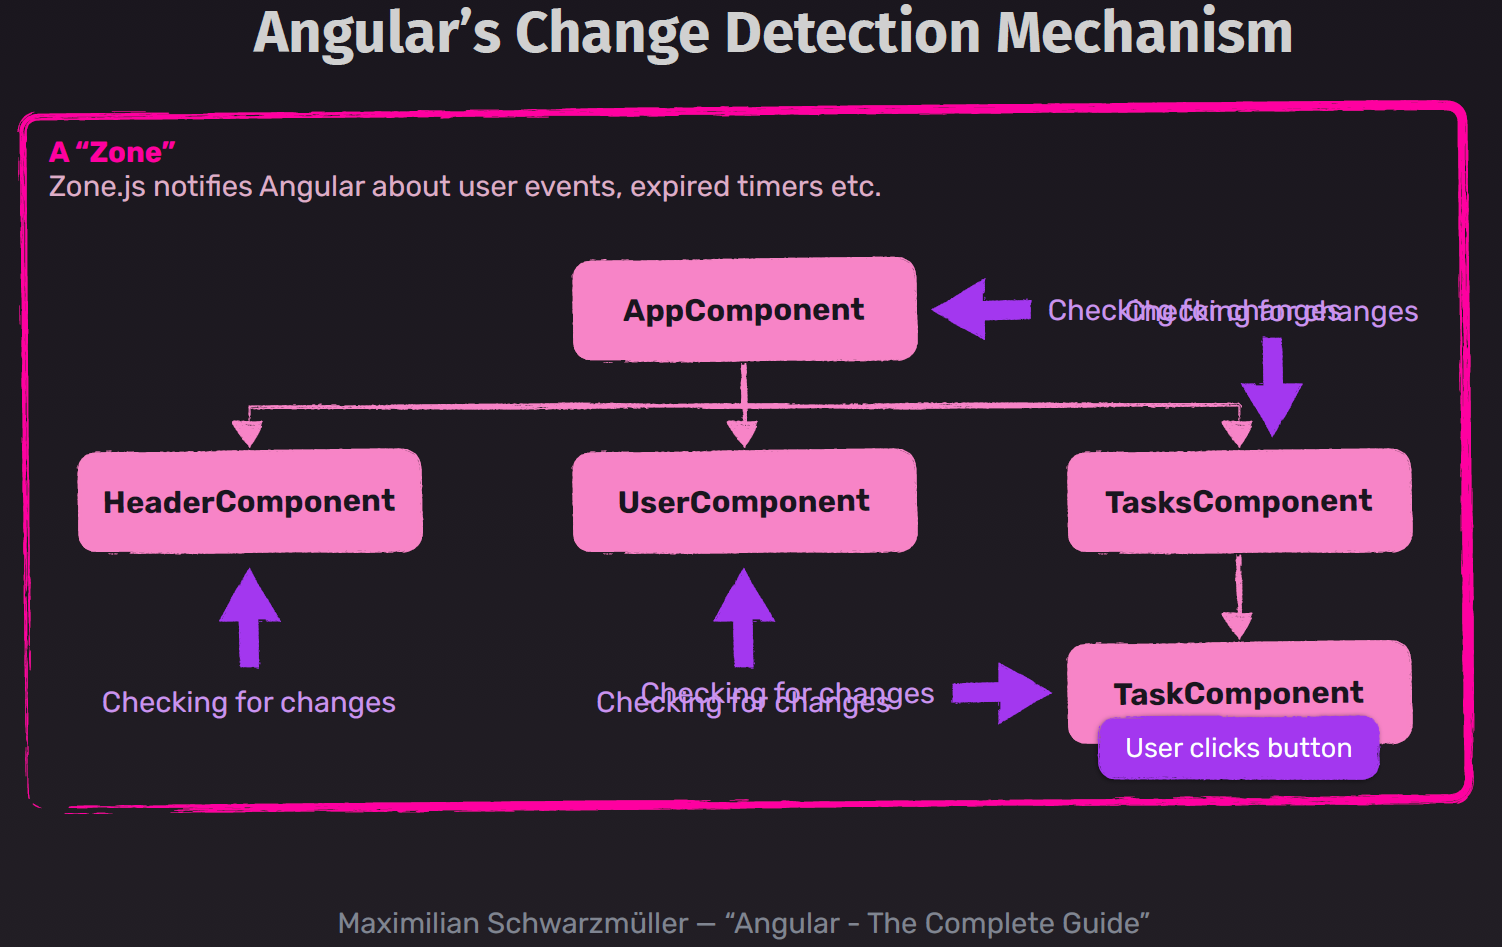 Angular’s Change Detection Mechanism
A “Zone”
Zone.js notifies Angular about user events, expired timers etc.
AppComponent
Checking for changes
Checking for changes
HeaderComponent
UserComponent
TasksComponent
Checking for changes
Checking for changes
Checking for changes
TaskComponent
User clicks button
Maximilian Schwarzmüller — “Angular - The Complete Guide”